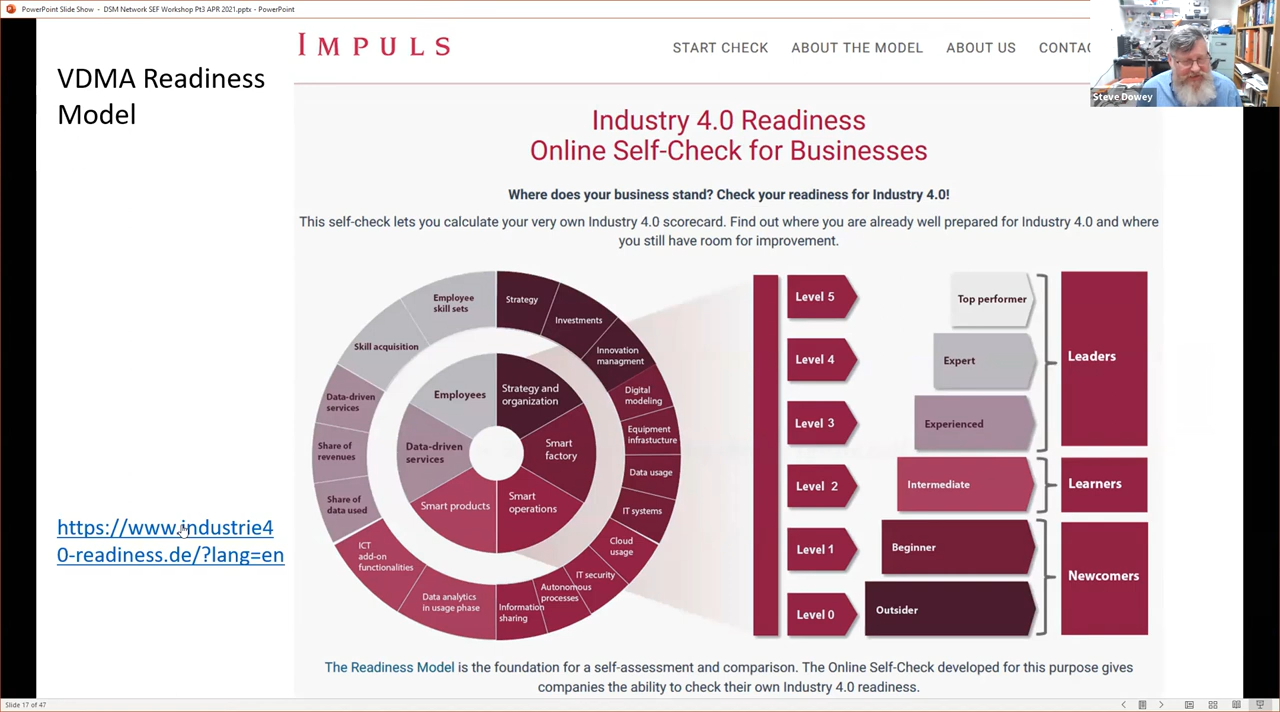 PowerPoint Slide Show - DSM Network SEF Workshop Pt3 APR 2021.pptx - PowerPoint
VDMA Readiness
Model
https://www.industrie4
0-readiness.de/?lang=en
IMPULS
START CHECK
ABOUT THE MODEL
ABOUT US
CONTAC
Steve Dowey
Industry 4.0 Readiness
Online Self-Check for Businesses
Where does your business stand? Check your readiness for Industry 4.0!
This self-check lets you calculate your very own Industry 4.0 scorecard. Find out where you are already well prepared for Industry 4.0 and where
you still have room for improvement.
Strategy
Investments
Innovation
managment
Digital
modeling
Equipment
infrastucture
Data usage
IT systems
Cloud
usage
IT security
Autonomous
processes
Information
sharing
Data analytics
in usage phase
ICT
add-on
functionalities
Share of
data used
Share of
revenues
Data-driven
services
Skill acquisition
Employee
skill sets
Strategy and
organization
Smart
factory
Smart
operations
Smart products
Data-driven
services
Employees
Level 5
Level 4
Level 3
Level 2
Level 1
Level 0
Top performer
Expert
Experienced
Intermediate
Beginner
Outsider
Leaders
Learners
Newcomers
The Readiness Model is the foundation for a self-assessment and comparison. The Online Self-Check developed for this purpose gives
companies the ability to check their own Industry 4.0 readiness.
Slide 17 of 47